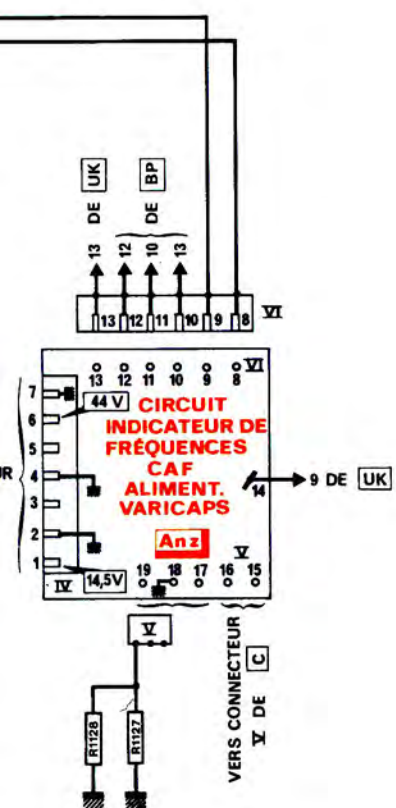 DE UK
DE BP
13 12 10 13
13 12 11 10 9 8 VI
13 12 11 10 9 8 VI
7
44 V
6
5
UR
4
3
2
1
14,5V
IV
CIRCUIT
INDICATEUR DE
FRÉQUENCES
CAF
ALIMENT.
VARICAPS
Anz
14
9 DE UK
V
19 18 17 16 15
V
VERS CONNECTEUR
V DE C
R1128
R1127